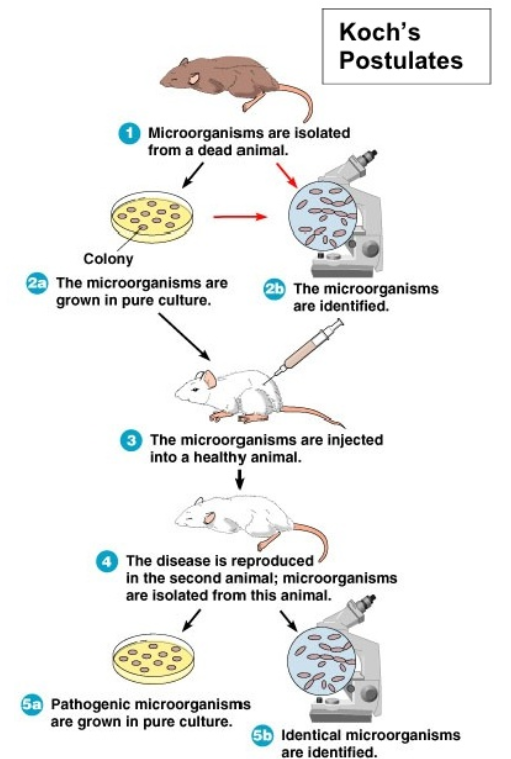 Koch's
Postulates
1 Microorganisms are isolated
from a dead animal.
Colony
2a The microorganisms are
grown in pure culture.
2b The microorganisms
are identified.
3 The microorganisms are injected
into a healthy animal.
4 The disease is reproduced
in the second animal; microorganisms
are isolated from this animal.
5a Pathogenic microorganisms
are grown in pure culture.
5b Identical microorganisms
are identified.